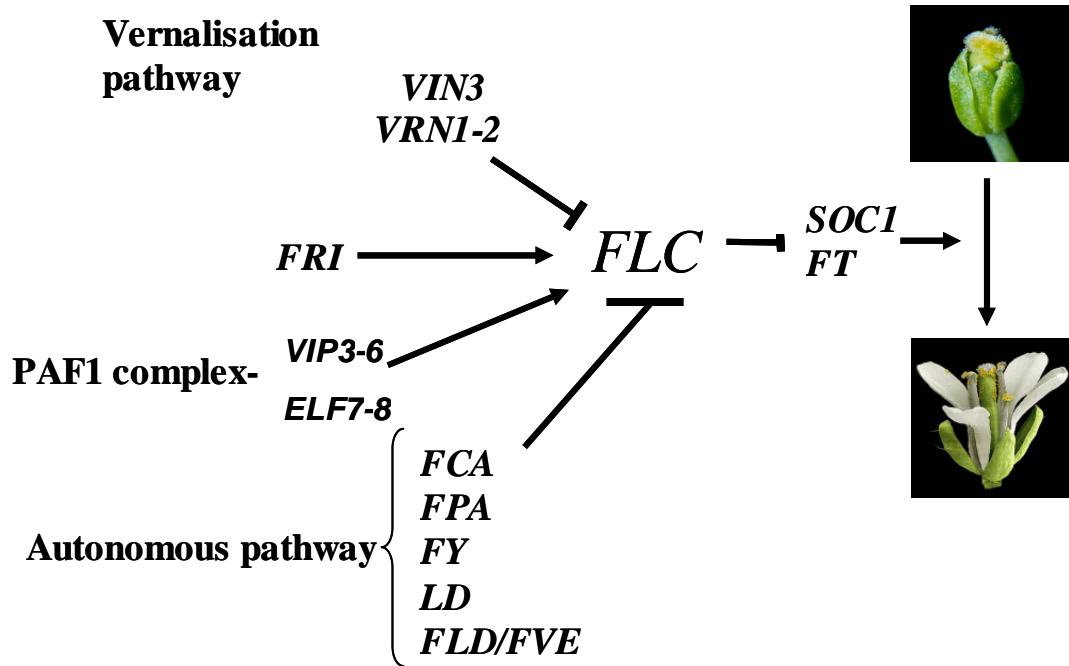 Vernalisation
pathway
VIN3
VRN1-2
FRI
FLC
SOC1
FT
PAF1 complex-
VIP3-6
ELF7-8
Autonomous pathway
FCA
FPA
FY
LD
FLD/FVE